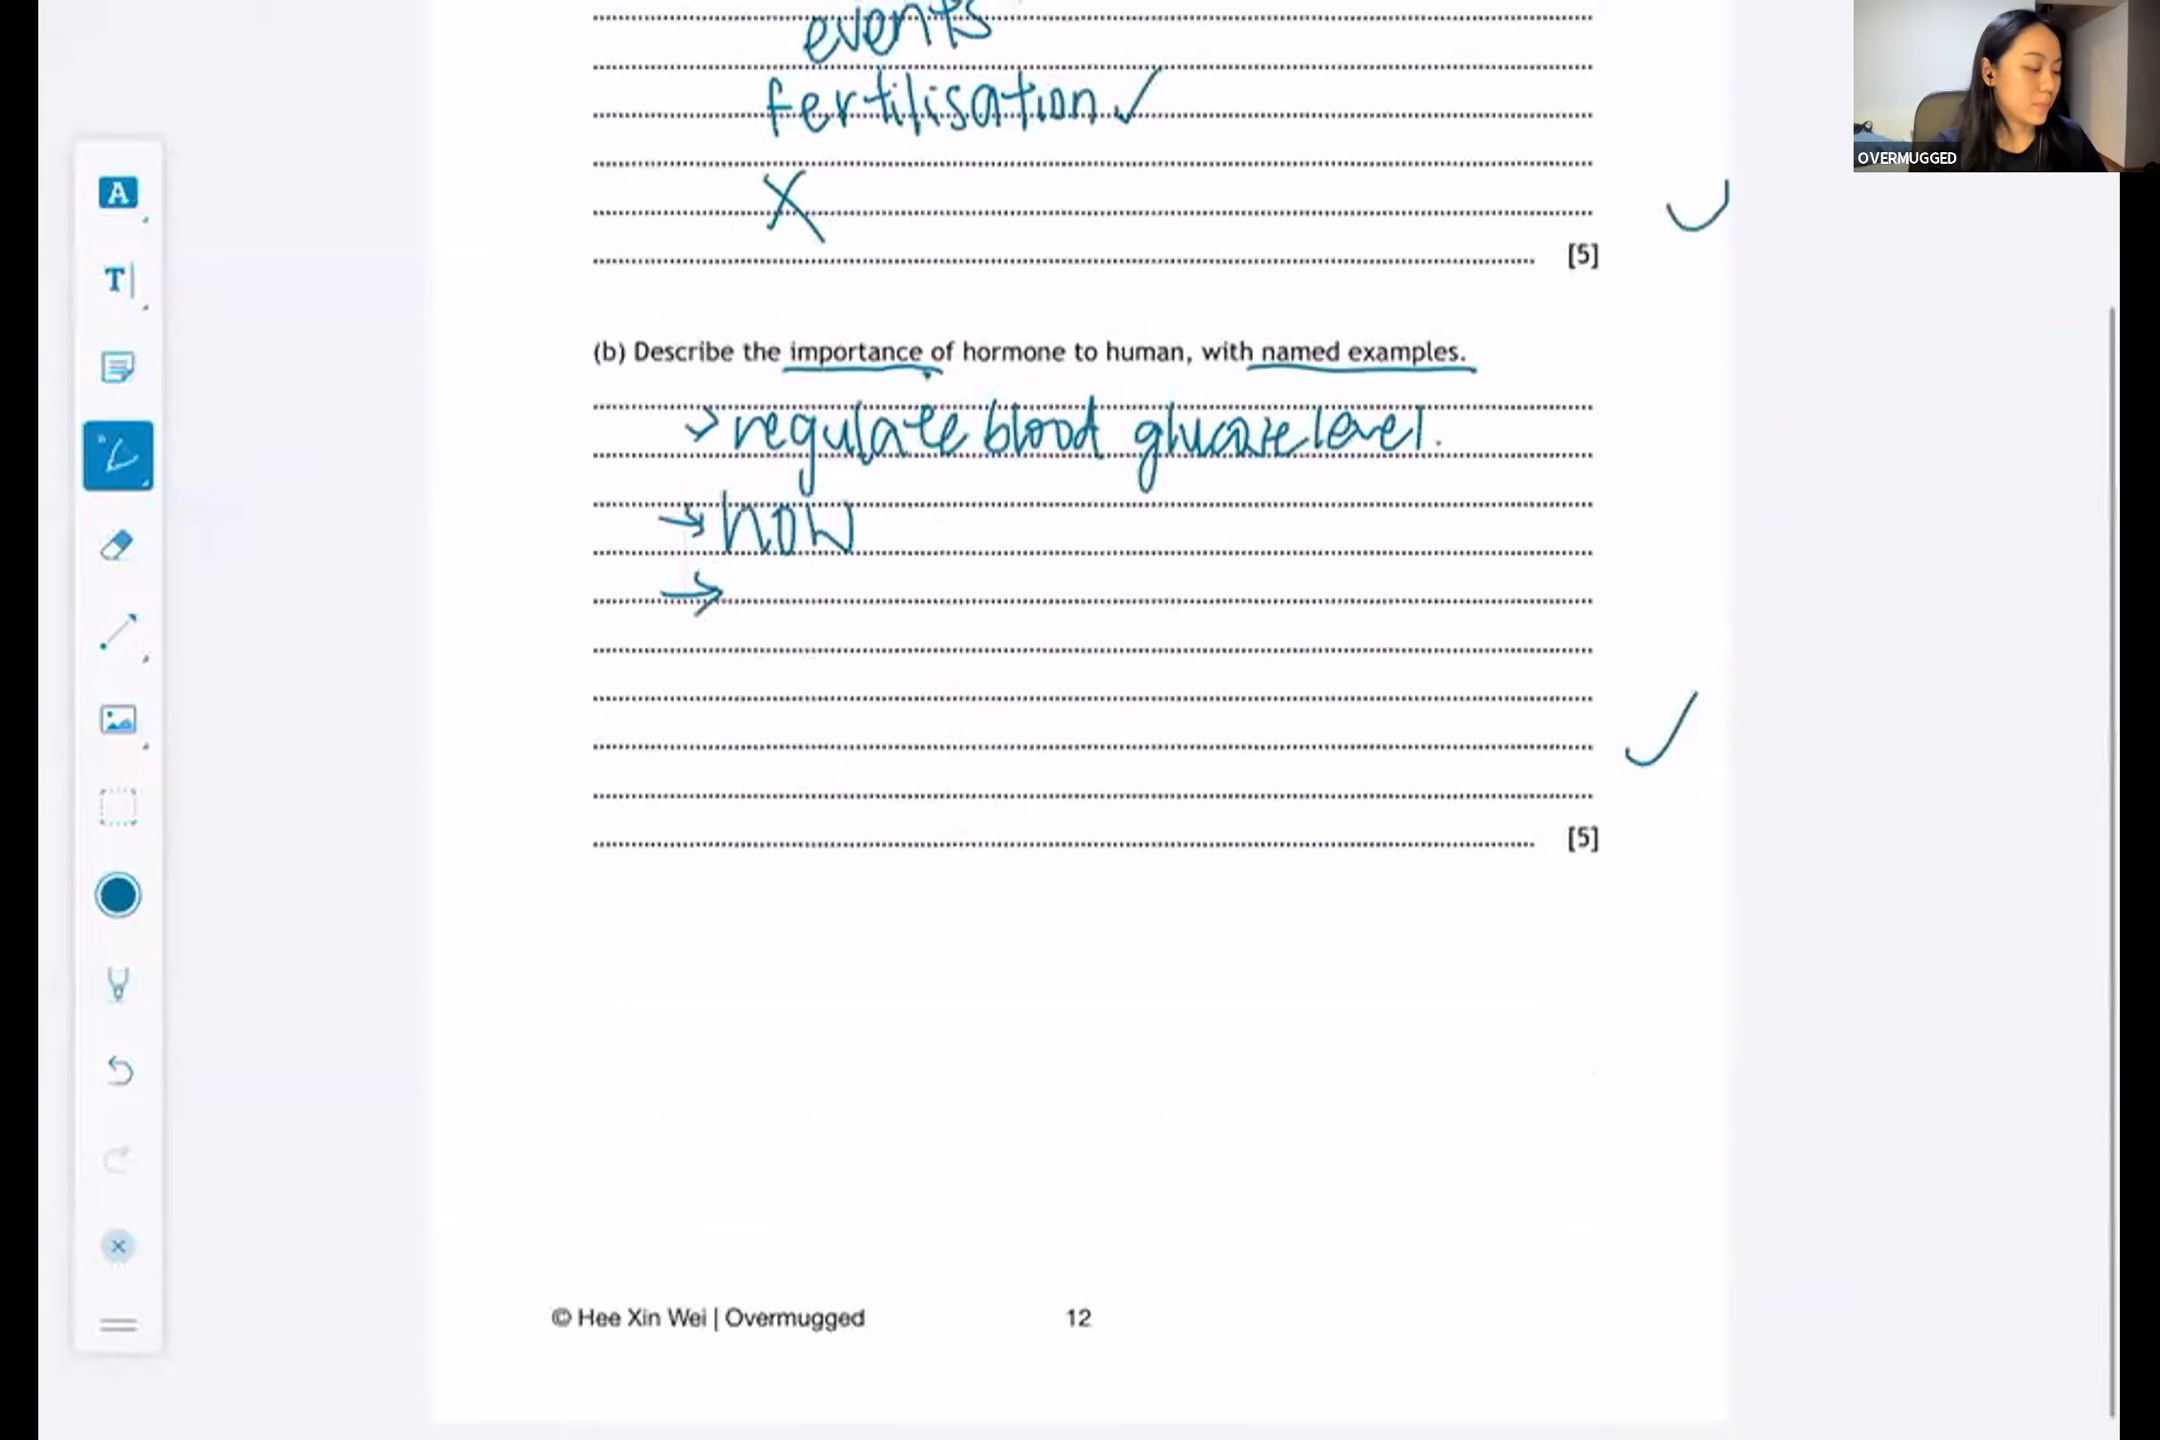 events
fertilisation
OVERMUGGED
[5]
(b) Describe the importance of hormone to human, with named examples.
→ regulate blood glucose level.
→ how
→
[5]
© Hee Xin Wei | Overmugged 12